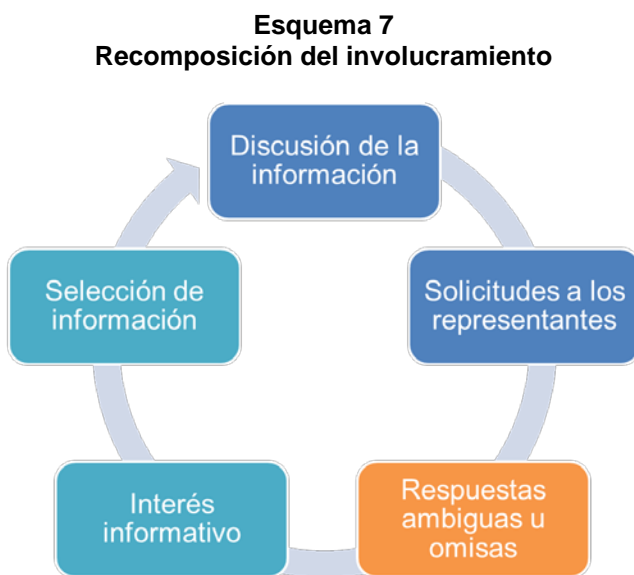 Esquema 7
Recomposición del involucramiento
Discusión de la
información
Solicitudes a los
representantes
Respuestas
ambiguas u
omisas
Interés
informativo
Selección de
información